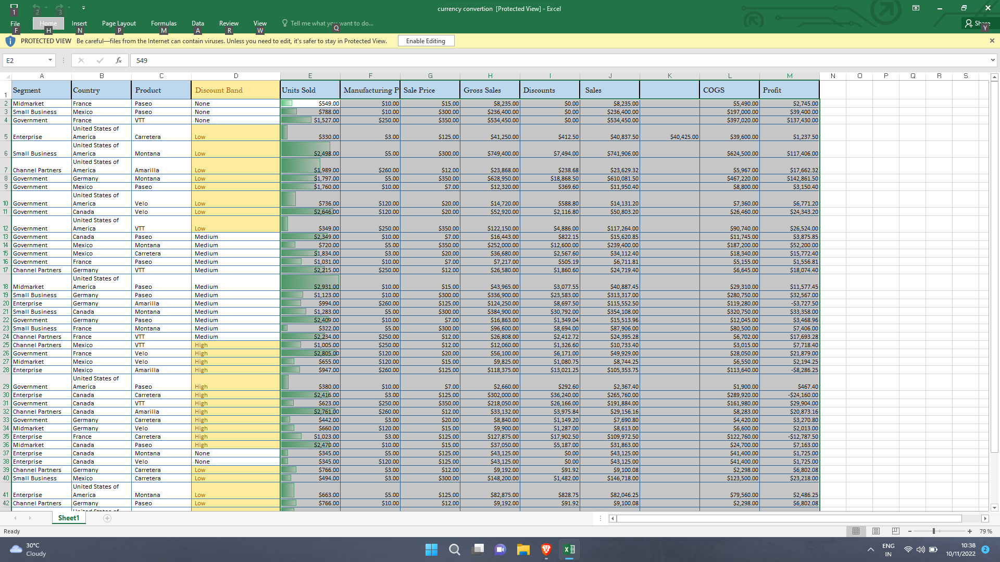 currency convertion [Protected View] - Excel
1 2 3
File Home Insert Page Layout Formulas Data Review View Tell me what you want to do... Share
F H N P M A R W Q Y
PROTECTED VIEW Be careful—files from the Internet can contain viruses. Unless you need to edit, it's safer to stay in Protected View. Enable Editing
E2 fx 549
A B C D E F G H I J K L M N O P Q R S
1 Segment Country Product Discount Band Units Sold Manufacturing P Sale Price Gross Sales Discounts Sales COGS Profit
2 Midmarket France Paseo None $549.00 $10.00 $15.00 $8,235.00 $0.00 $8,235.00 $5,490.00 $2,745.00
3 Small Business Mexico Paseo None $788.00 $10.00 $300.00 $236,400.00 $0.00 $236,400.00 $197,000.00 $39,400.00
4 Government France VTT None $1,527.00 $250.00 $350.00 $534,450.00 $0.00 $534,450.00 $397,020.00 $137,430.00
United States of
5 Enterprise America Carretera Low $330.00 $3.00 $125.00 $41,250.00 $412.50 $40,837.50 $40,425.00 $39,600.00 $1,237.50
United States of
6 Small Business America Montana Low $2,498.00 $5.00 $300.00 $749,400.00 $7,494.00 $741,906.00 $624,500.00 $117,406.00
United States of
7 Channel Partners America Amarilla Low $1,989.00 $260.00 $12.00 $23,868.00 $238.68 $23,629.32 $5,967.00 $17,662.32
8 Government Germany Montana Low $1,797.00 $5.00 $350.00 $628,950.00 $18,868.50 $610,081.50 $467,220.00 $142,861.50
9 Government Mexico Paseo Low $1,760.00 $10.00 $7.00 $12,320.00 $369.60 $11,950.40 $8,800.00 $3,150.40
United States of
10 Government America Velo Low $736.00 $120.00 $20.00 $14,720.00 $588.80 $14,131.20 $7,360.00 $6,771.20
11 Government Canada Velo Low $2,646.00 $120.00 $20.00 $52,920.00 $2,116.80 $50,803.20 $26,460.00 $24,343.20
United States of
12 Government America VTT Low $349.00 $250.00 $350.00 $122,150.00 $4,886.00 $117,264.00 $90,740.00 $26,524.00
13 Government Canada Paseo Medium $2,349.00 $10.00 $7.00 $16,443.00 $822.15 $15,620.85 $11,745.00 $3,875.85
14 Government Mexico Montana Medium $720.00 $5.00 $350.00 $252,000.00 $12,600.00 $239,400.00 $187,200.00 $52,200.00
15 Government Mexico Carretera Medium $1,834.00 $3.00 $20.00 $36,680.00 $2,567.60 $34,112.40 $18,340.00 $15,772.40
16 Government France Paseo Medium $1,031.00 $10.00 $7.00 $7,217.00 $505.19 $6,711.81 $5,155.00 $1,556.81
17 Channel Partners Germany VTT Medium $2,215.00 $250.00 $12.00 $26,580.00 $1,860.60 $24,719.40 $6,645.00 $18,074.40
United States of
18 Midmarket America Paseo Medium $2,931.00 $10.00 $15.00 $43,965.00 $3,077.55 $40,887.45 $29,310.00 $11,577.45
19 Small Business Germany Paseo Medium $1,123.00 $10.00 $300.00 $336,900.00 $23,583.00 $313,317.00 $280,750.00 $32,567.00
20 Enterprise Germany Amarilla Medium $994.00 $260.00 $125.00 $124,250.00 $8,697.50 $115,552.50 $119,280.00 -$3,727.50
21 Small Business Canada Montana Medium $1,283.00 $5.00 $300.00 $384,900.00 $30,792.00 $354,108.00 $320,750.00 $33,358.00
22 Government Germany Paseo Medium $2,409.00 $10.00 $7.00 $16,863.00 $1,349.04 $15,513.96 $12,045.00 $3,468.96
23 Small Business France Montana Medium $322.00 $5.00 $300.00 $96,600.00 $8,694.00 $87,906.00 $80,500.00 $7,406.00
24 Channel Partners France VTT Medium $2,234.00 $250.00 $12.00 $26,808.00 $2,412.72 $24,395.28 $6,702.00 $17,693.28
25 Channel Partners Mexico VTT High $1,005.00 $250.00 $12.00 $12,060.00 $1,326.60 $10,733.40 $3,015.00 $7,718.40
26 Government France Velo High $2,805.00 $120.00 $20.00 $56,100.00 $6,171.00 $49,929.00 $28,050.00 $21,879.00
27 Midmarket Mexico Velo High $655.00 $120.00 $15.00 $9,825.00 $1,080.75 $8,744.25 $6,550.00 $2,194.25
28 Enterprise Mexico Amarilla High $947.00 $260.00 $125.00 $118,375.00 $13,021.25 $105,353.75 $113,640.00 -$8,286.25
United States of
29 Government America Paseo High $380.00 $10.00 $7.00 $2,660.00 $292.60 $2,367.40 $1,900.00 $467.40
30 Enterprise Canada Carretera High $2,416.00 $3.00 $125.00 $302,000.00 $36,240.00 $265,760.00 $289,920.00 -$24,160.00
31 Government Canada VTT High $623.00 $250.00 $350.00 $218,050.00 $26,166.00 $191,884.00 $161,980.00 $29,904.00
32 Channel Partners Canada Amarilla High $2,761.00 $260.00 $12.00 $33,132.00 $3,975.84 $29,156.16 $8,283.00 $20,873.16
33 Government Germany Carretera High $442.00 $3.00 $20.00 $8,840.00 $1,149.20 $7,690.80 $4,420.00 $3,270.80
34 Midmarket Germany Velo High $660.00 $120.00 $15.00 $9,900.00 $1,287.00 $8,613.00 $6,600.00 $2,013.00
35 Enterprise France Carretera High $1,023.00 $3.00 $125.00 $127,875.00 $17,902.50 $109,972.50 $122,760.00 -$12,787.50
36 Midmarket Canada Paseo High $2,470.00 $10.00 $15.00 $37,050.00 $5,187.00 $31,863.00 $24,700.00 $7,163.00
37 Enterprise Canada Montana None $345.00 $5.00 $125.00 $43,125.00 $0.00 $43,125.00 $41,400.00 $1,725.00
38 Enterprise Canada Velo None $345.00 $120.00 $125.00 $43,125.00 $0.00 $43,125.00 $41,400.00 $1,725.00
39 Channel Partners Germany Carretera Low $766.00 $3.00 $12.00 $9,192.00 $91.92 $9,100.08 $2,298.00 $6,802.08
40 Small Business Mexico Carretera Low $494.00 $3.00 $300.00 $148,200.00 $1,482.00 $146,718.00 $123,500.00 $23,218.00
United States of
41 Enterprise America Montana Low $663.00 $5.00 $125.00 $82,875.00 $828.75 $82,046.25 $79,560.00 $2,486.25
42 Channel Partners Germany Paseo Low $766.00 $10.00 $12.00 $9,192.00 $91.92 $9,100.08 $2,298.00 $6,802.08
Sheet1
Ready 79%
30°C
Cloudy
ENG
IN
10:38
10/11/2022
2